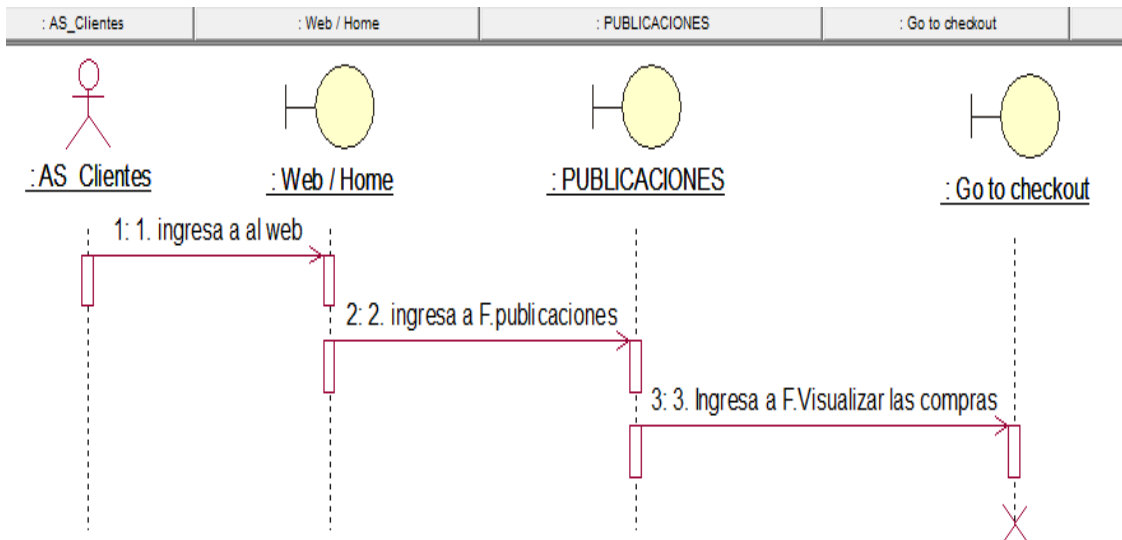 : AS_Clientes
: Web / Home
: PUBLICACIONES
: Go to checkout
: AS_Clientes
: Web / Home
: PUBLICACIONES
: Go to checkout
1: 1. ingresa a al web
2: 2. ingresa a F.publicaciones
3: 3. Ingresa a F.Visualizar las compras